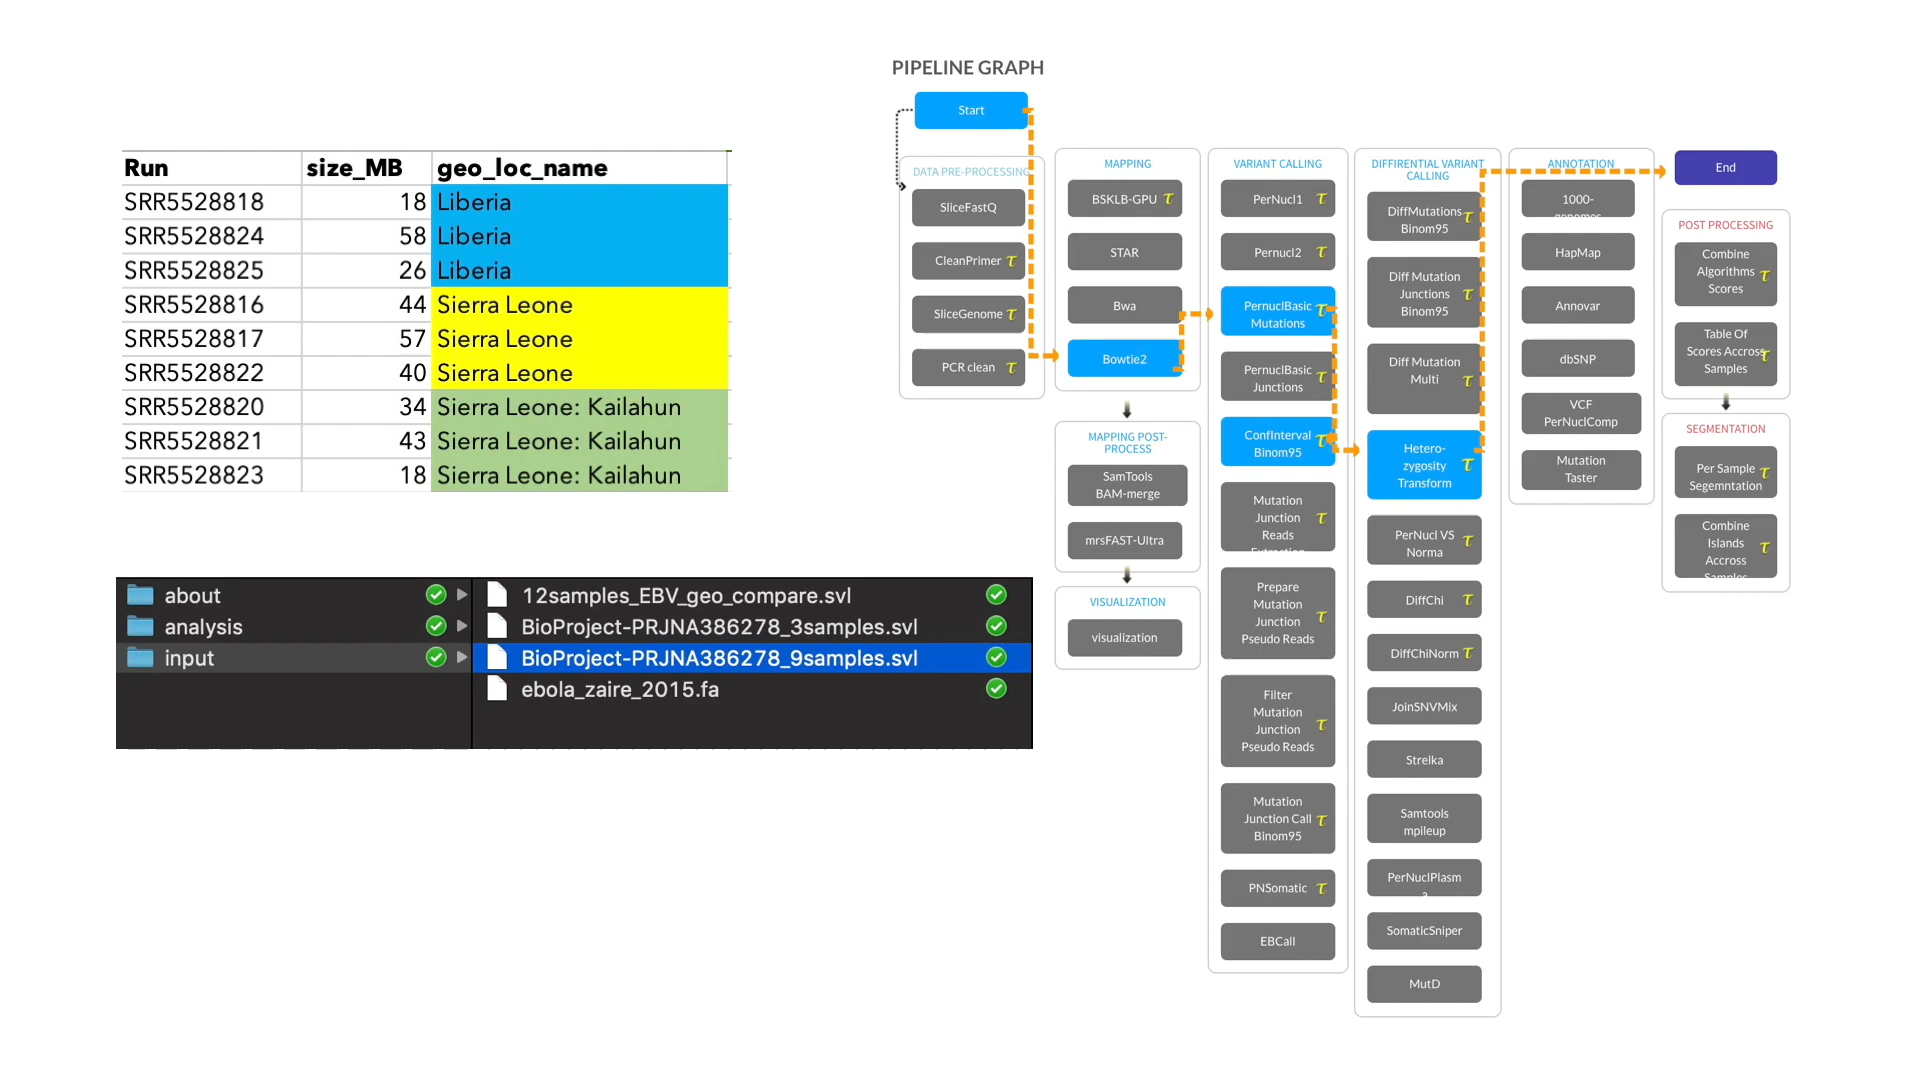 Run size_MB geo_loc_name
SRR5528818 18 Liberia
SRR5528824 58 Liberia
SRR5528825 26 Liberia
SRR5528816 44 Sierra Leone
SRR5528817 57 Sierra Leone
SRR5528822 40 Sierra Leone
SRR5528820 34 Sierra Leone: Kailahun
SRR5528821 43 Sierra Leone: Kailahun
SRR5528823 18 Sierra Leone: Kailahun
about
analysis
input
12samples_EBV_geo_compare.svl
BioProject-PRJNA386278_3samples.svl
BioProject-PRJNA386278_9samples.svl
ebola_zaire_2015.fa
PIPELINE GRAPH
Start
DATA PRE-PROCESSING
SliceFastQ
CleanPrimer τ
SliceGenome τ
PCR clean τ
MAPPING
BSKLB-GPU τ
STAR
Bwa
Bowtie2
MAPPING POST-
PROCESS
SamTools
BAM-merge
mrsFAST-Ultra
VISUALIZATION
visualization
VARIANT CALLING
PerNucl1 τ
Pernucl2 τ
PernuclBasic τ
Mutations
PernuclBasic τ
Junctions
ConfInterval τ
Binom95
Mutation
Junction τ
Reads
Extraction
Prepare
Mutation
Junction τ
Pseudo Reads
Filter
Mutation
Junction τ
Pseudo Reads
Mutation
Junction Call τ
Binom95
PNSomatic τ
EBCall
DIFFIRENTIAL VARIANT
CALLING
DiffMutations τ
Binom95
Diff Mutation
Junctions τ
Binom95
Diff Mutation
Multi τ
Hetero-
zygosity τ
Transform
PerNucl VS τ
Norma
DiffChi τ
DiffChiNorm τ
JoinSNVMix
Strelka
Samtools
mpileup
PerNuclPlasm
a
SomaticSniper
MutD
ANNOTATION
1000-
genomes
HapMap
Annovar
dbSNP
VCF
PerNuclComp
Mutation
Taster
End
POST PROCESSING
Combine
Algorithms τ
Scores
Table Of
Scores Accross τ
Samples
SEGMENTATION
Per Sample τ
Segemntation
Combine
Islands τ
Accross
Samples